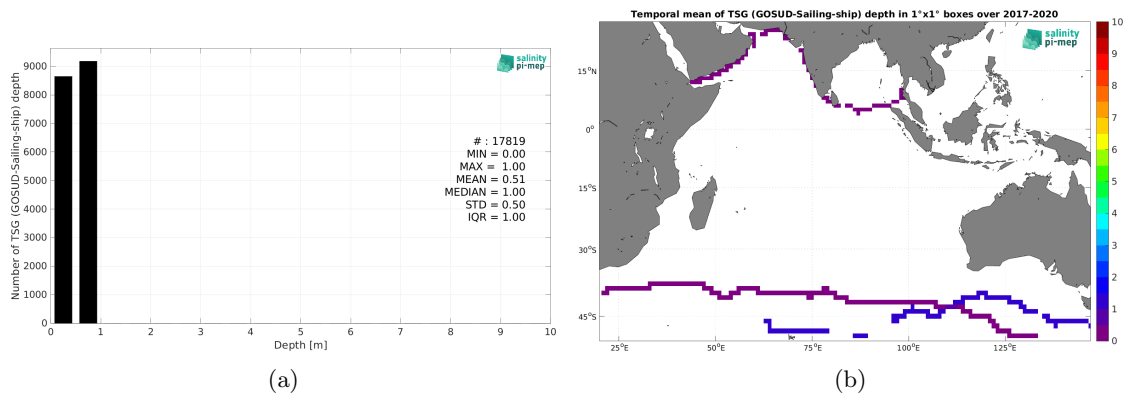 salinity
pi-mep
Number of TSG (GOSUD-Sailing-ship) depth
9000
8000
7000
6000
5000
4000
3000
2000
1000
0
# : 17819
MIN = 0.00
MAX = 1.00
MEAN = 0.51
MEDIAN = 1.00
STD = 0.50
IQR = 1.00
0 1 2 3 4 5 6 7 8 9 10
Depth [m]
(a)
Temporal mean of TSG (GOSUD-Sailing-ship) depth in 1°x1° boxes over 2017-2020
salinity
pi-mep
15°N
0°
15°S
30°S
45°S
25°E 50°E 75°E 100°E 125°E
10
9
8
7
6
5
4
3
2
1
0
(b)